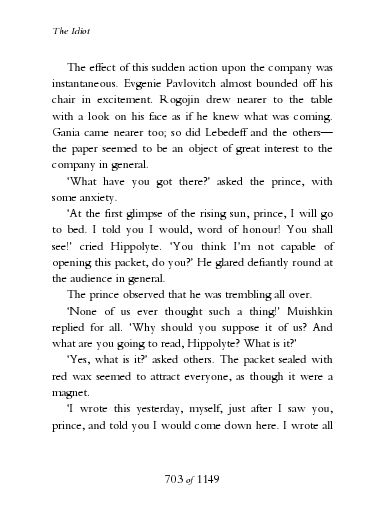 The Idiot
The effect of this sudden action upon the company was
instantaneous. Evgenie Pavlovitch almost bounded off his
chair in excitement. Rogojin drew nearer to the table
with a look on his face as if he knew what was coming.
Gania came nearer too; so did Lebedeff and the others—
the paper seemed to be an object of great interest to the
company in general.
‘What have you got there?’ asked the prince, with
some anxiety.
‘At the first glimpse of the rising sun, prince, I will go
to bed. I told you I would, word of honour! You shall
see!’ cried Hippolyte. ‘You think I’m not capable of
opening this packet, do you?’ He glared defiantly round at
the audience in general.
The prince observed that he was trembling all over.
‘None of us ever thought such a thing!’ Muishkin
replied for all. ‘Why should you suppose it of us? And
what are you going to read, Hippolyte? What is it?’
‘Yes, what is it?’ asked others. The packet sealed with
red wax seemed to attract everyone, as though it were a
magnet.
‘I wrote this yesterday, myself, just after I saw you,
prince, and told you I would come down here. I wrote all
703 of 1149